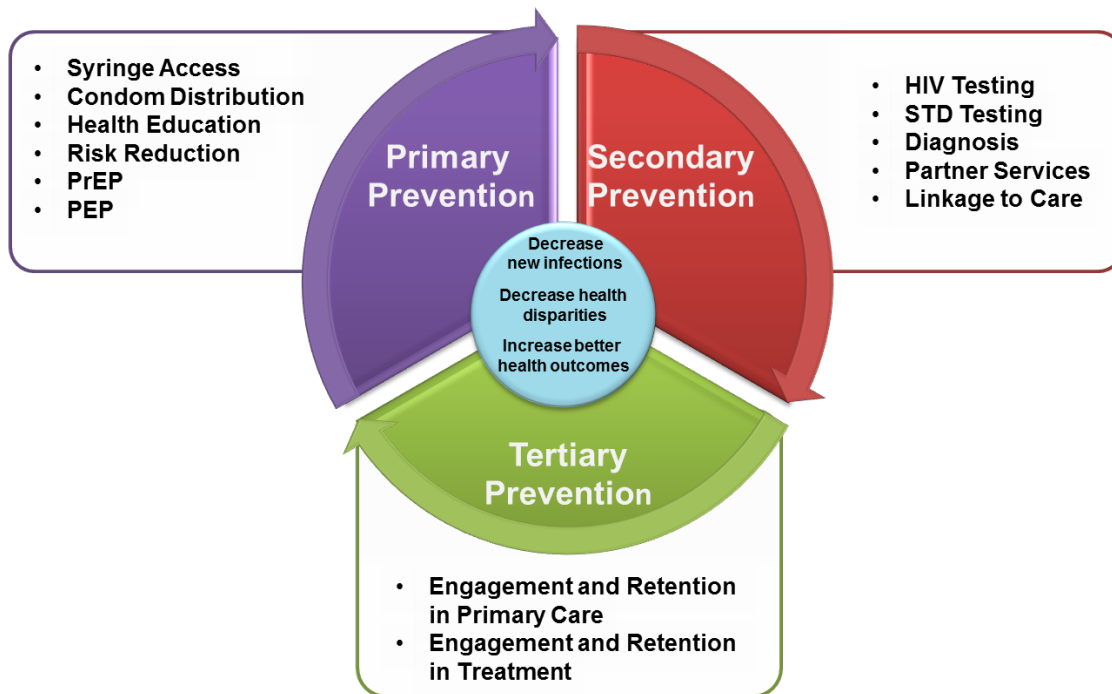 • Syringe Access
• Condom Distribution
• Health Education
• Risk Reduction
• PrEP
• PEP
Primary
Prevention
Secondary
Prevention
• HIV Testing
• STD Testing
• Diagnosis
• Partner Services
• Linkage to Care
Decrease
new infections
Decrease health
disparities
Increase better
health outcomes
Tertiary
Prevention
• Engagement and Retention
in Primary Care
• Engagement and Retention
in Treatment